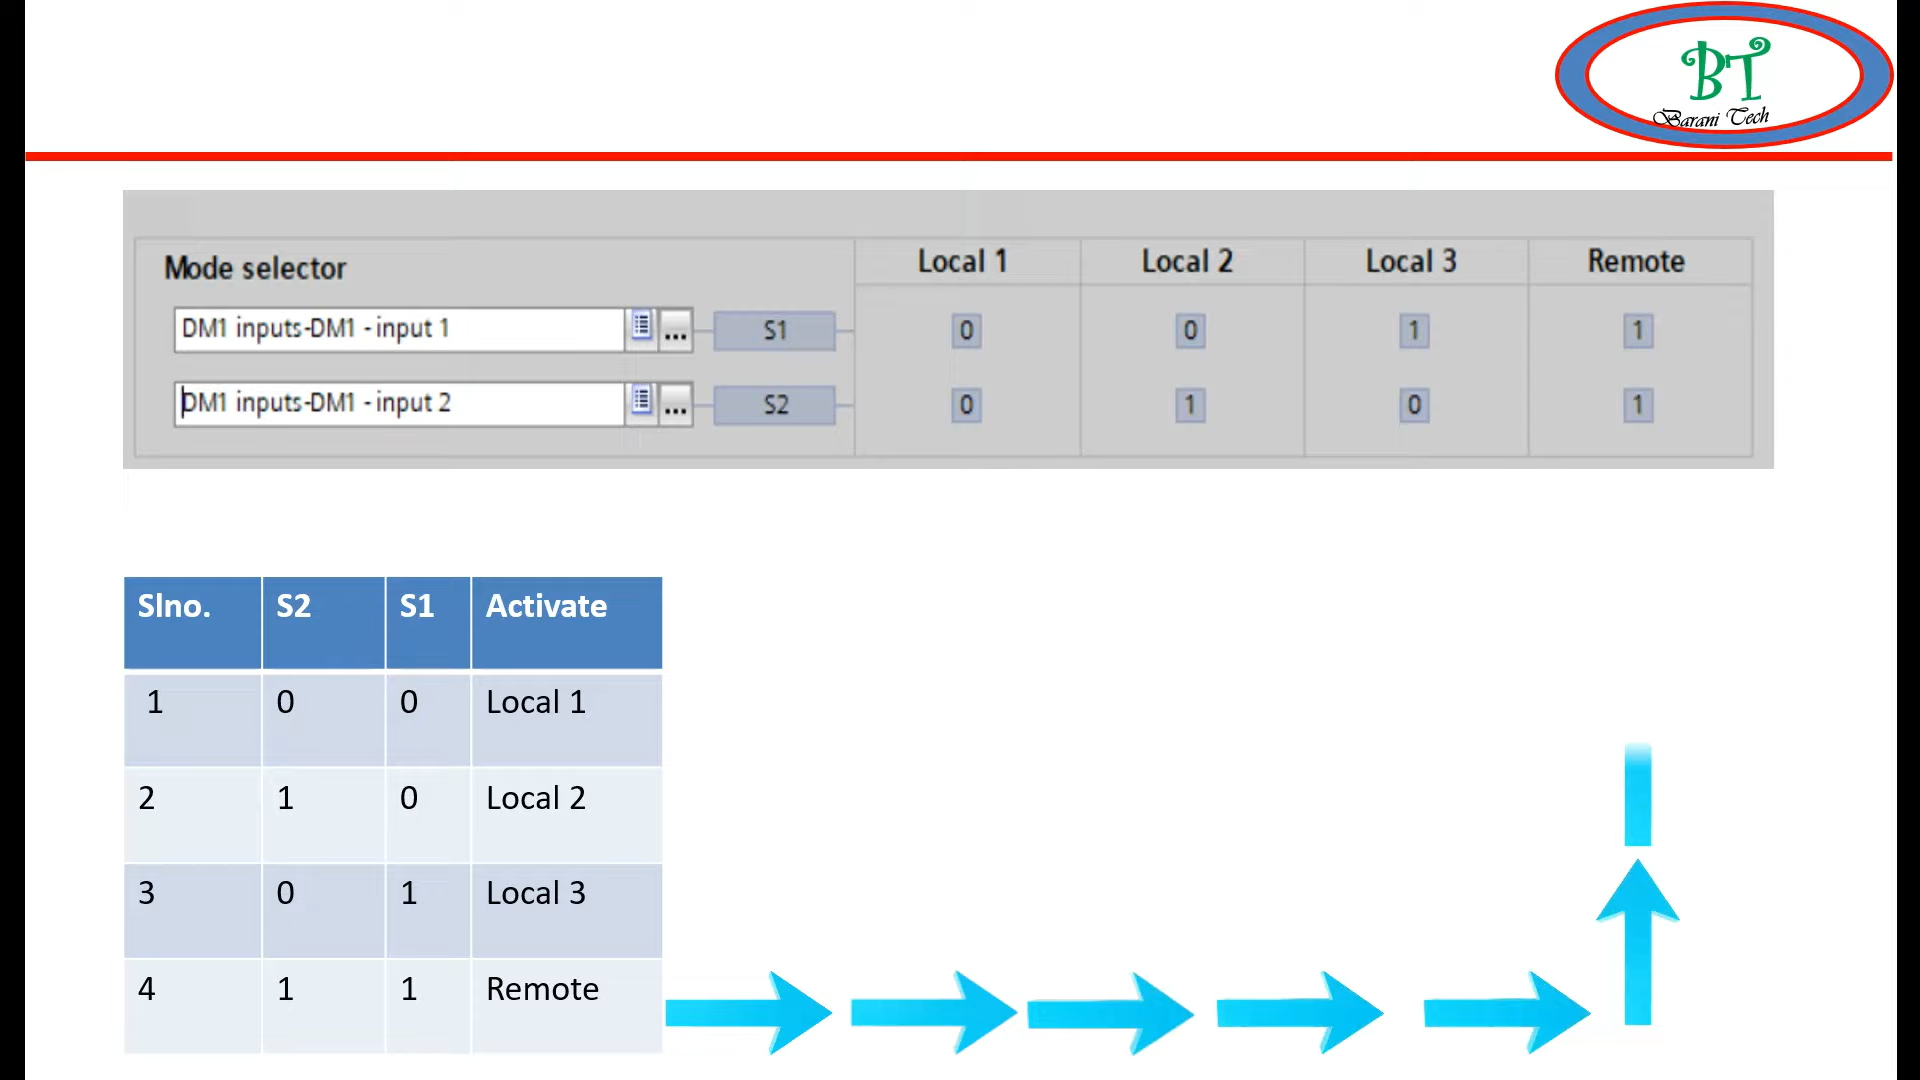 BT
Barani Tech
Mode selector Local 1 Local 2 Local 3 Remote
DM1 inputs-DM1 - input 1 ... S1 0 0 1 1
DM1 inputs-DM1 - input 2 ... S2 0 1 0 1
Slno. S2 S1 Activate
1 0 0 Local 1
2 1 0 Local 2
3 0 1 Local 3
4 1 1 Remote